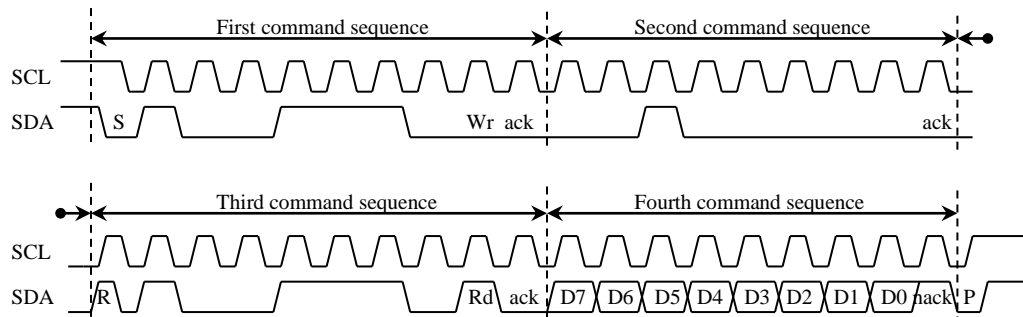 First command sequence Second command sequence
SCL
SDA S Wr ack ack
Third command sequence Fourth command sequence
SCL
SDA R Rd ack D7 D6 D5 D4 D3 D2 D1 D0 nack P